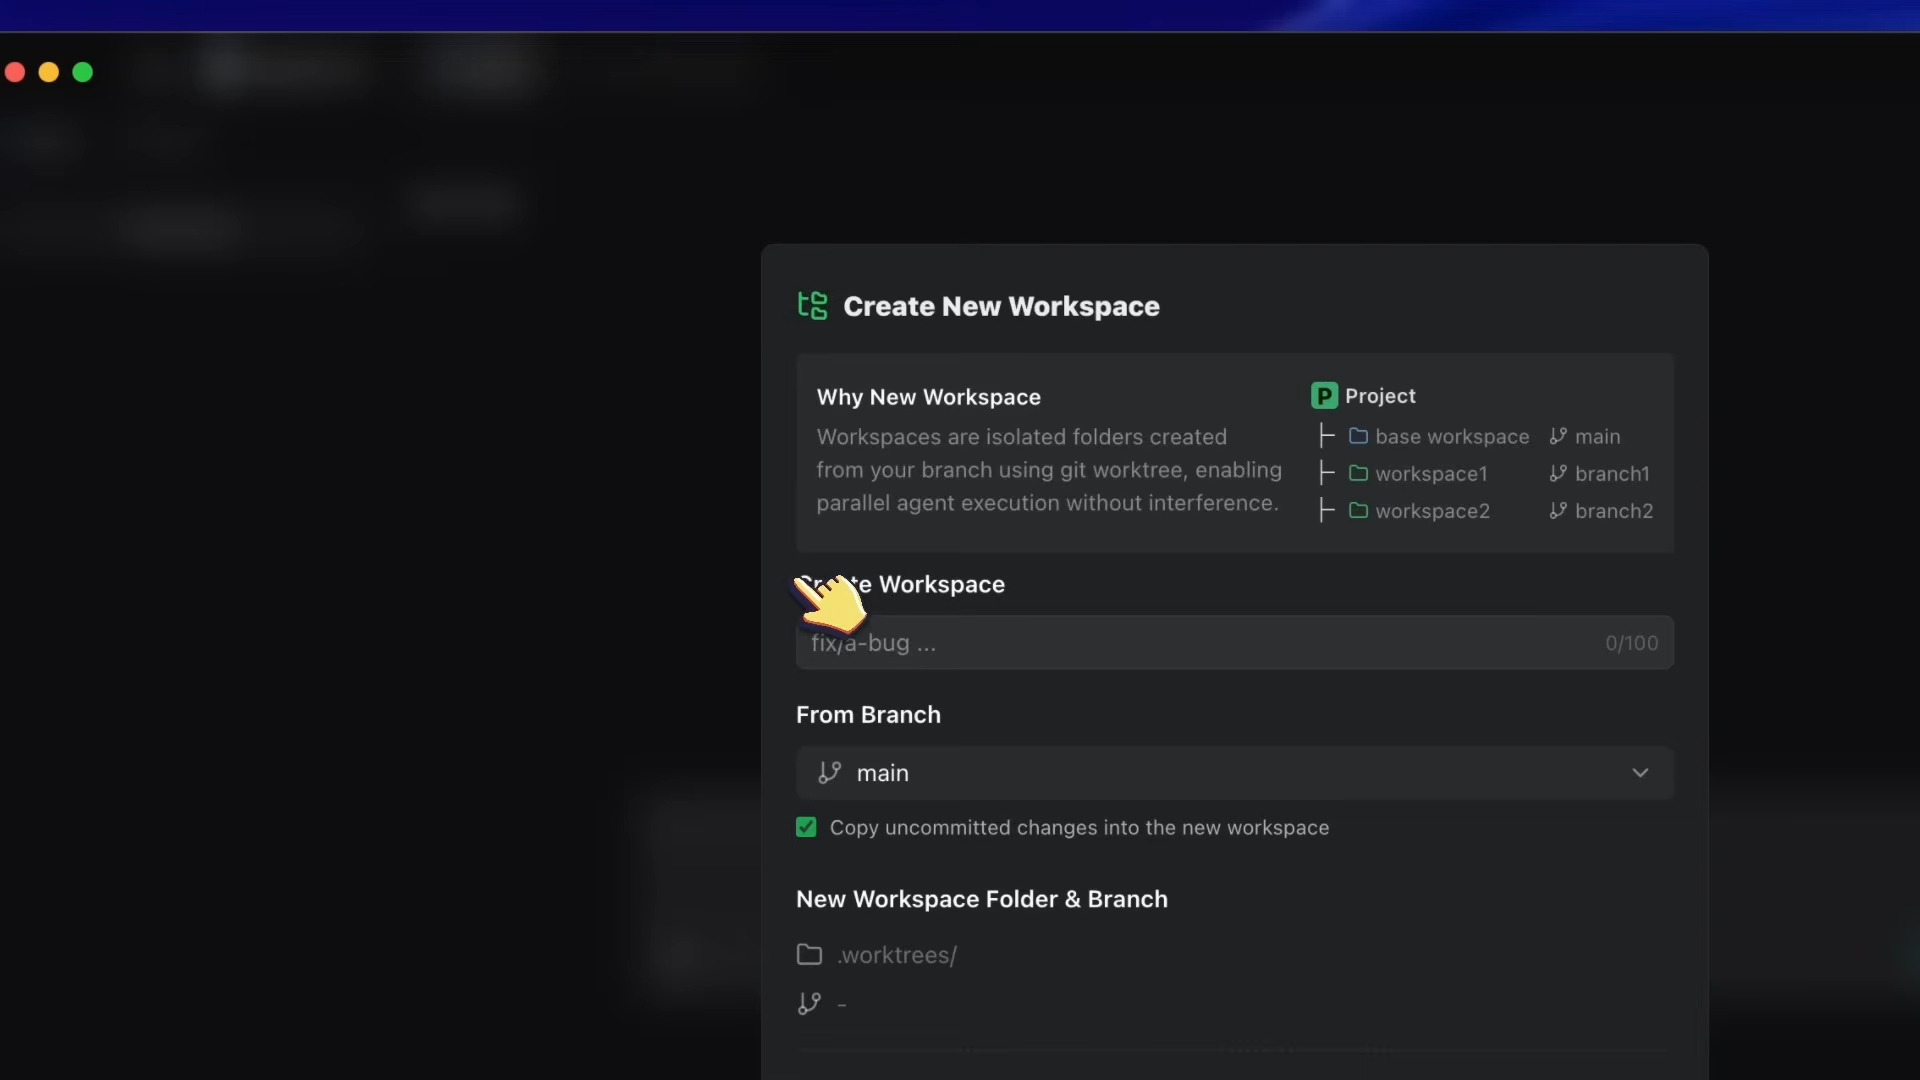 Create New Workspace
Why New Workspace
Workspaces are isolated folders created
from your branch using git worktree, enabling
parallel agent execution without interference.
P Project
base workspace main
workspace1 branch1
workspace2 branch2
Create Workspace
fix/a-bug ...
0/100
From Branch
main
Copy uncommitted changes into the new workspace
New Workspace Folder & Branch
.worktrees/
-